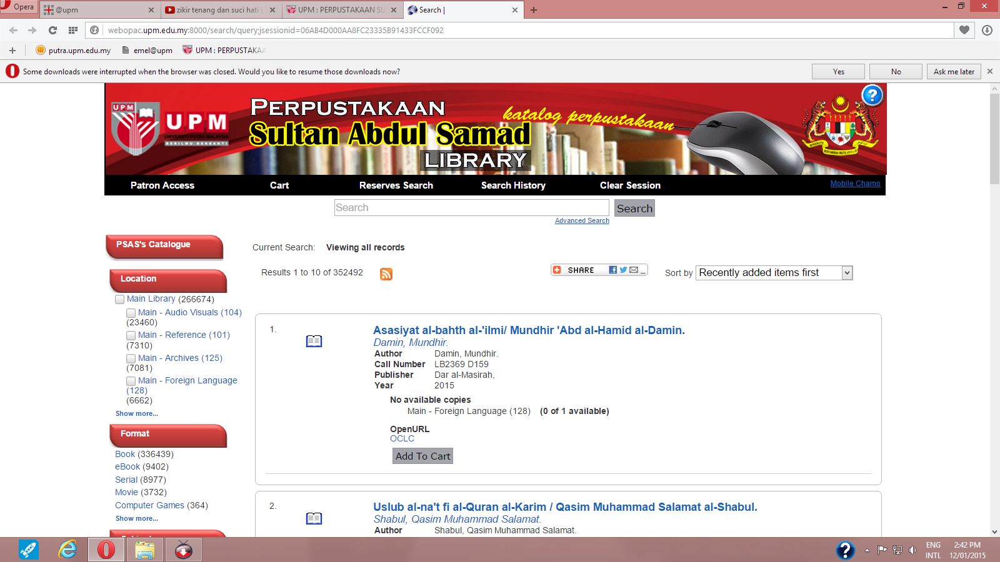 Opera
@upm
zikir tenang dan suci hati
UPM : PERPUSTAKAAN SU
Search |
webopac.upm.edu.my:8000/search/query;jsessionid=06AB4D000AA8FC23335B91433FCCF092
putra.upm.edu.my
emel@upm
UPM : PERPUSTAKAA
Some downloads were interrupted when the browser was closed. Would you like to resume those downloads now?
Yes
No
Ask me later
UPM
UPM
UNIVERSITI PUTRA MALAYSIA
BERILMU BERBAKTI
PERPUSTAKAAN
Sultan Abdul Samad
LIBRARY
katalog perpustakaan
?
Patron Access
Cart
Reserves Search
Search History
Clear Session
Mobile Chamo
Search
Search
Advanced Search
PSAS's Catalogue
Location
Main Library (266674)
Main - Audio Visuals (104)
(23460)
Main - Reference (101)
(7310)
Main - Archives (125)
(7081)
Main - Foreign Language
(128)
(6662)
Show more...
Format
Book (336439)
eBook (9402)
Serial (8977)
Movie (3732)
Computer Games (364)
Show more...
Current Search: Viewing all records
Results 1 to 10 of 352492
SHARE ...
Sort by Recently added items first
1.
Asasiyat al-bahth al-'ilmi/ Mundhir 'Abd al-Hamid al-Damin.
Damin, Mundhir.
Author Damin, Mundhir.
Call Number LB2369 D159
Publisher Dar al-Masirah,
Year 2015
No available copies
Main - Foreign Language (128) (0 of 1 available)
OpenURL
OCLC
Add To Cart
2.
Uslub al-na't fi al-Quran al-Karim / Qasim Muhammad Salamat al-Shabul.
Shabul, Qasim Muhammad Salamat.
Author Shabul, Qasim Muhammad Salamat.
?
ENG
INTL
2:42 PM
12/01/2015